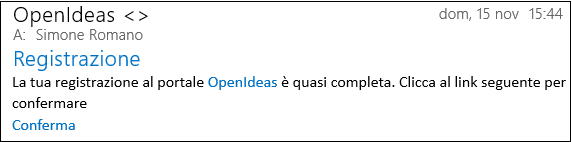 OpenIdeas <> dom, 15 nov 15:44
A: Simone Romano
Registrazione
La tua registrazione al portale OpenIdeas è quasi completa. Clicca al link seguente per
confermare
Conferma